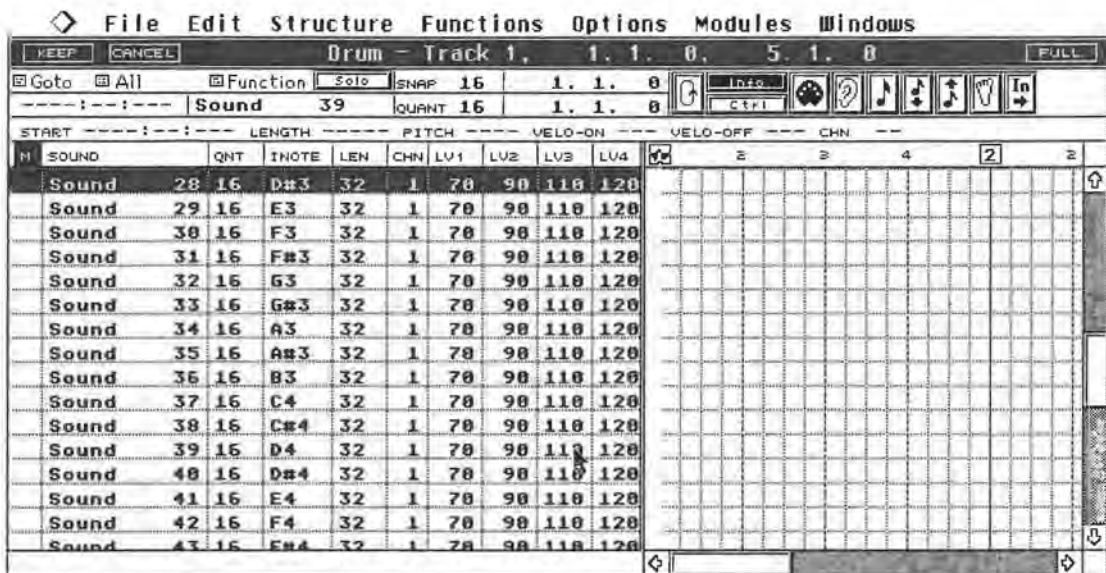 File Edit Structure Functions Options Modules Windows
KEEP CANCEL Drum — Track 1, 1. 1. 0, 5. 1. 0 FULL
Goto All Function Solo SNAP 16 1. 1. 0 Info
----:--:--- Sound 39 QUANT 16 1. 1. 0 Ctrl In
START ----:--:--- LENGTH ----- PITCH ---- VELO-ON --- VELO-OFF --- CHN --
M SOUND QNT INOTE LEN CHN LV1 LV2 LV3 LV4 2 3 4 2 2
Sound 28 16 D#3 32 1 70 90 110 120
Sound 29 16 E3 32 1 70 90 110 120
Sound 30 16 F3 32 1 70 90 110 120
Sound 31 16 F#3 32 1 70 90 110 120
Sound 32 16 G3 32 1 70 90 110 120
Sound 33 16 G#3 32 1 70 90 110 120
Sound 34 16 A3 32 1 70 90 110 120
Sound 35 16 A#3 32 1 70 90 110 120
Sound 36 16 B3 32 1 70 90 110 120
Sound 37 16 C4 32 1 70 90 110 120
Sound 38 16 C#4 32 1 70 90 110 120
Sound 39 16 D4 32 1 70 90 110 120
Sound 40 16 D#4 32 1 70 90 110 120
Sound 41 16 E4 32 1 70 90 110 120
Sound 42 16 F4 32 1 70 90 110 120
Sound 43 16 F#4 32 1 70 90 110 120